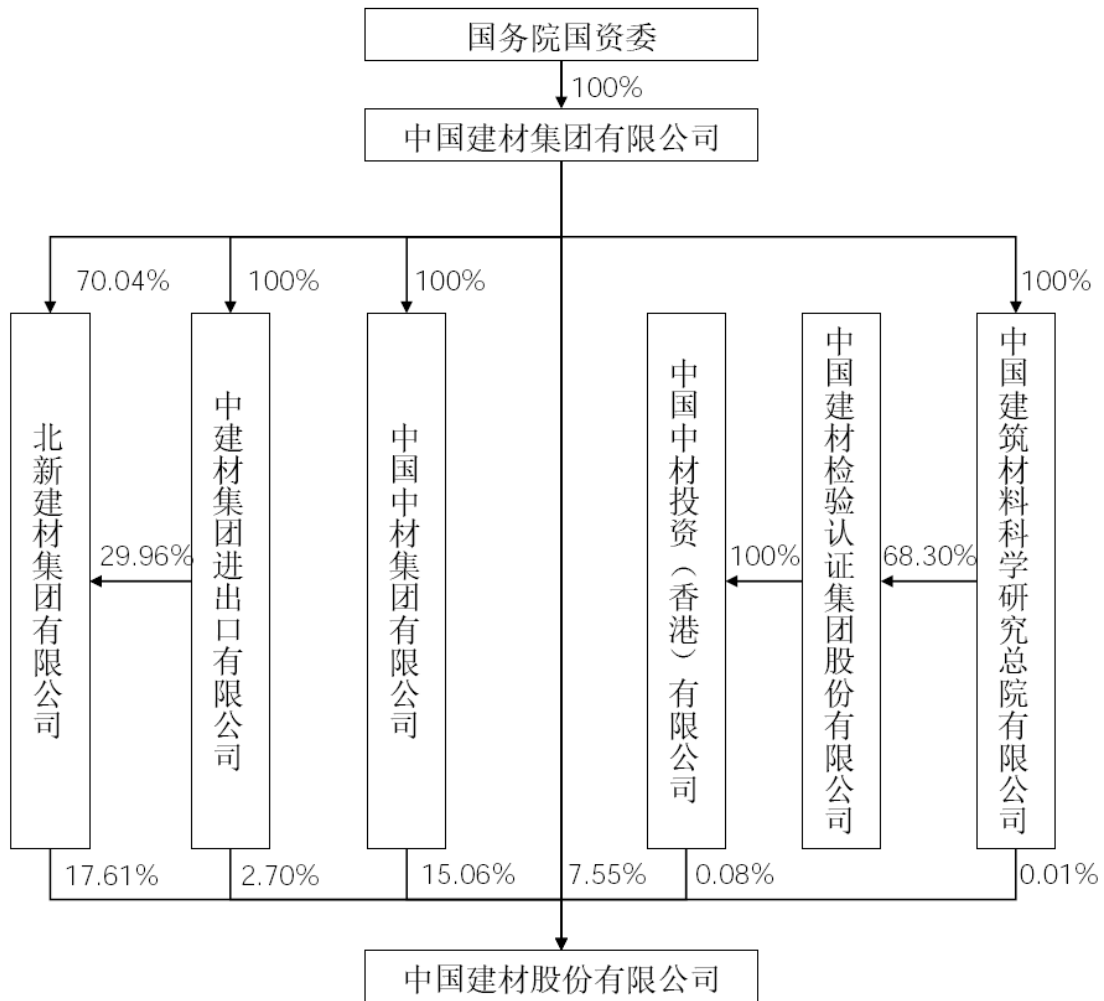 国务院国资委
100%
中国建材集团有限公司
70.04%
100%
100%
100%
北新建材集团有限公司
29.96%
中建材集团进出口有限公司
中国中材集团有限公司
中国中材投资（香港）有限公司
100%
中国建材检验认证集团股份有限公司
68.30%
中国建筑材料科学研究总院有限公司
17.61%
2.70%
15.06%
7.55%
0.08%
0.01%
中国建材股份有限公司